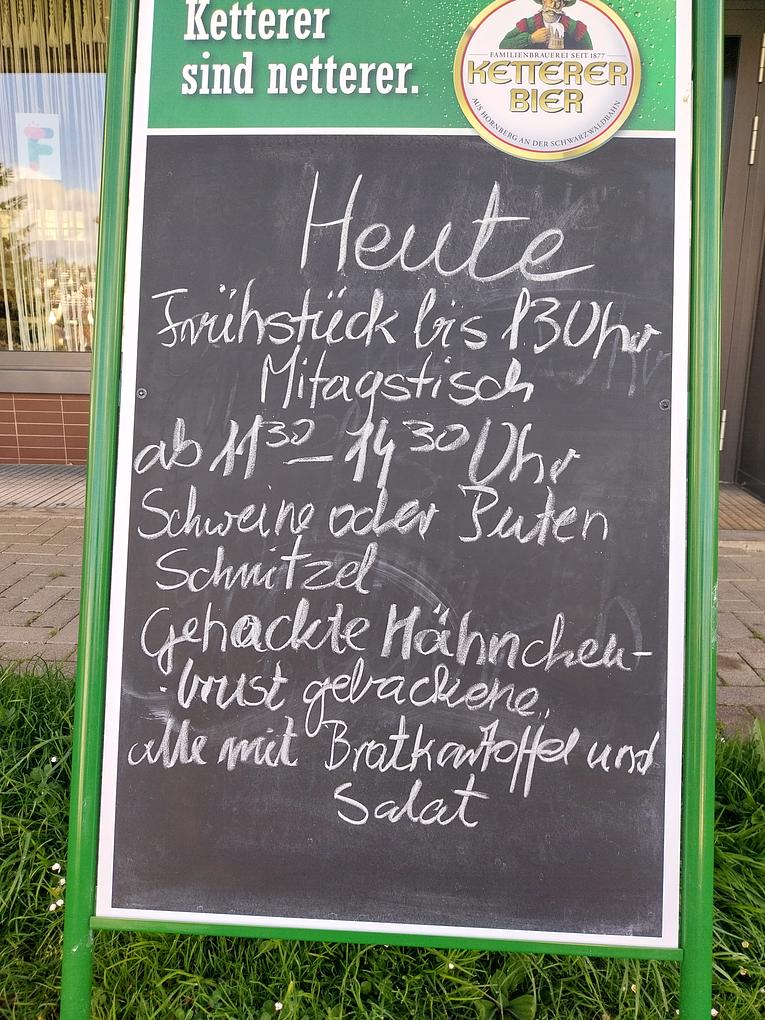 Ketterer
sind netterer.
FAMILIENBRAUEREI SEIT 1877
KETTERER
BIER
AUS HORNBERG AN DER SCHWARZWALDBAHN
Heute
Frühstück bis 13 Uhr
Mitagstisch
ab 11³⁰ – 14³⁰ Uhr
Schweine oder Puten
Schnitzel
Gehackte Hähnchen-
brust gebackene,
alle mit Bratkartoffel und
Salat